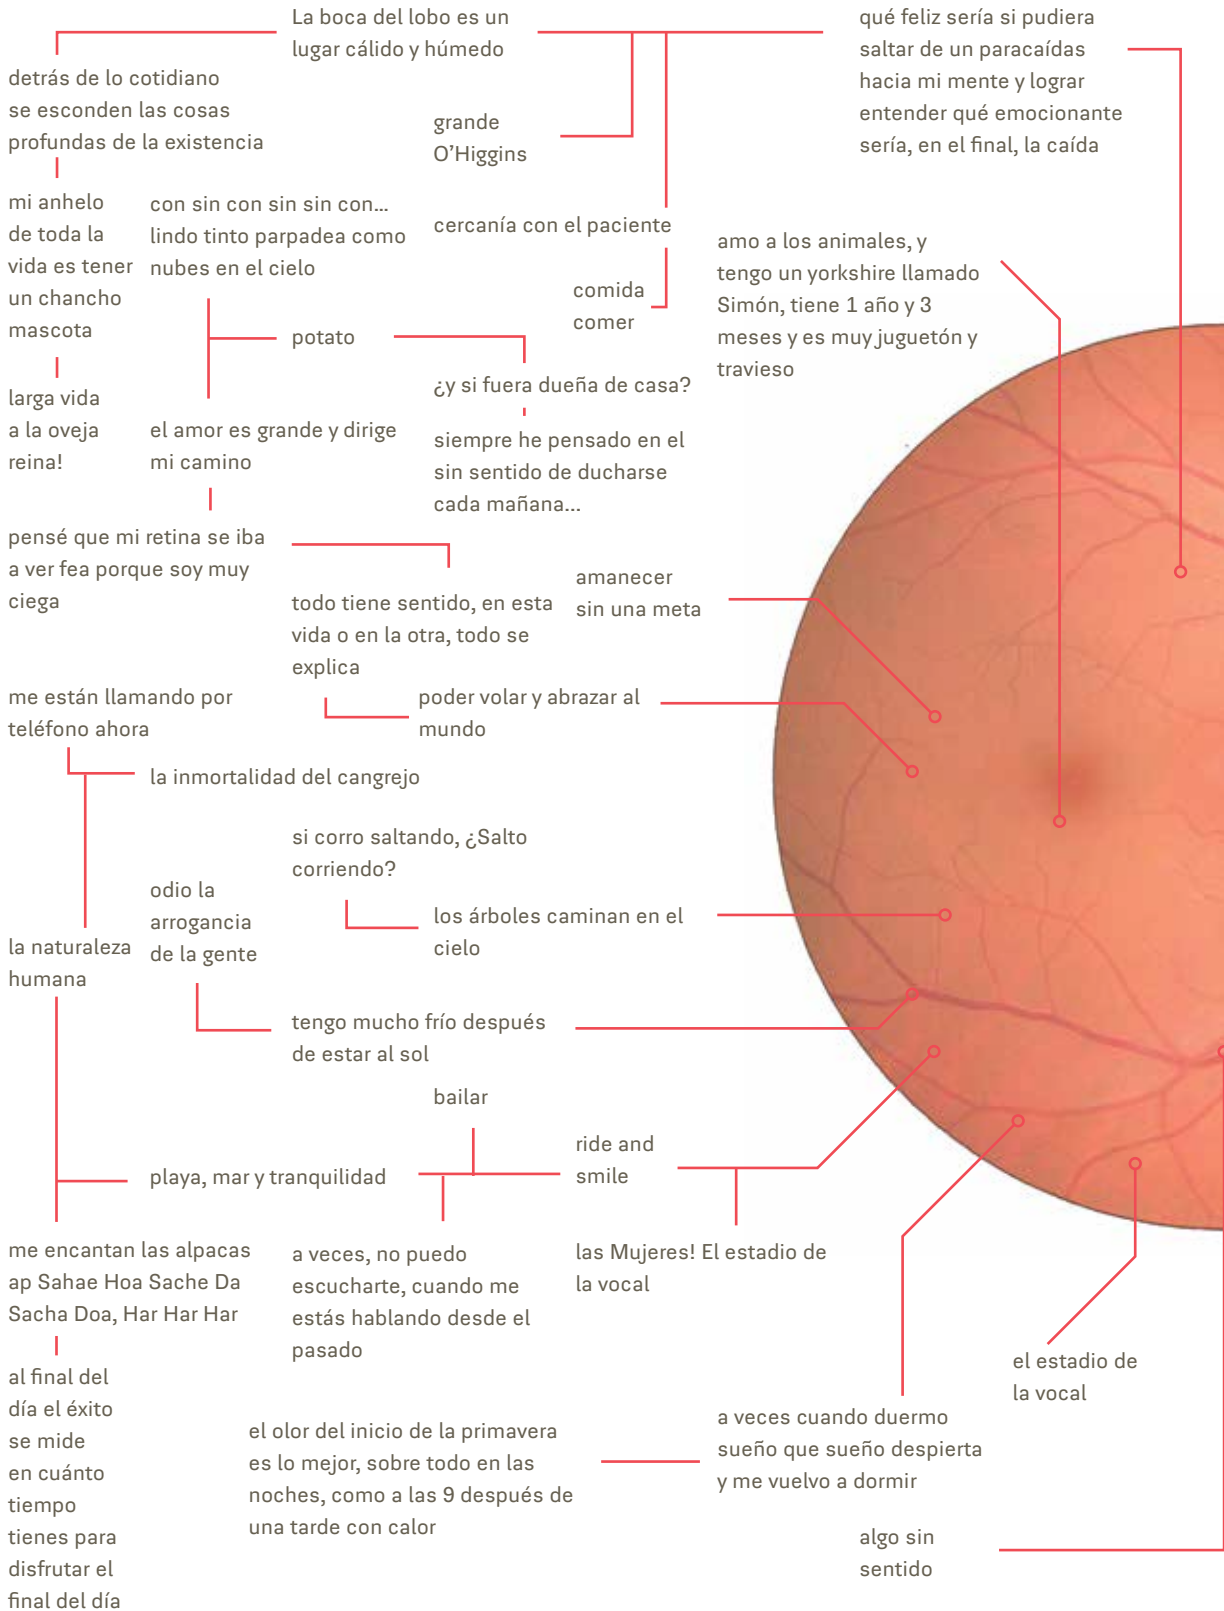 La boca del lobo es un
lugar cálido y húmedo
qué feliz sería si pudiera
saltar de un paracaídas
hacia mi mente y lograr
entender qué emocionante
sería, en el final, la caída
detrás de lo cotidiano
se esconden las cosas
profundas de la existencia
grande
O'Higgins
mi anhelo
de toda la
vida es tener
un chancho
mascota
con sin con sin sin con...
lindo tinto parpadea como
nubes en el cielo
cercanía con el paciente
amo a los animales, y
tengo un yorkshire llamado
Simón, tiene 1 año y 3
meses y es muy juguetón y
travieso
comida
comer
potato
¿y si fuera dueña de casa?
larga vida
a la oveja
reina!
el amor es grande y dirige
mi camino
siempre he pensado en el
sin sentido de ducharse
cada mañana...
pensé que mi retina se iba
a ver fea porque soy muy
ciega
amanecer
sin una meta
todo tiene sentido, en esta
vida o en la otra, todo se
explica
me están llamando por
teléfono ahora
poder volar y abrazar al
mundo
la inmortalidad del cangrejo
si corro saltando, ¿Salto
corriendo?
odio la
arrogancia
de la gente
los árboles caminan en el
cielo
la naturaleza
humana
tengo mucho frío después
de estar al sol
bailar
ride and
smile
playa, mar y tranquilidad
me encantan las alpacas
ap Sahae Hoa Sache Da
Sacha Doa, Har Har Har
a veces, no puedo
escucharte, cuando me
estás hablando desde el
pasado
las Mujeres! El estadio de
la vocal
el estadio de
la vocal
al final del
día el éxito
se mide
en cuánto
tiempo
tienes para
disfrutar el
final del día
el olor del inicio de la primavera
es lo mejor, sobre todo en las
noches, como a las 9 después de
una tarde con calor
a veces cuando duermo
sueño que sueño despierta
y me vuelvo a dormir
algo sin
sentido